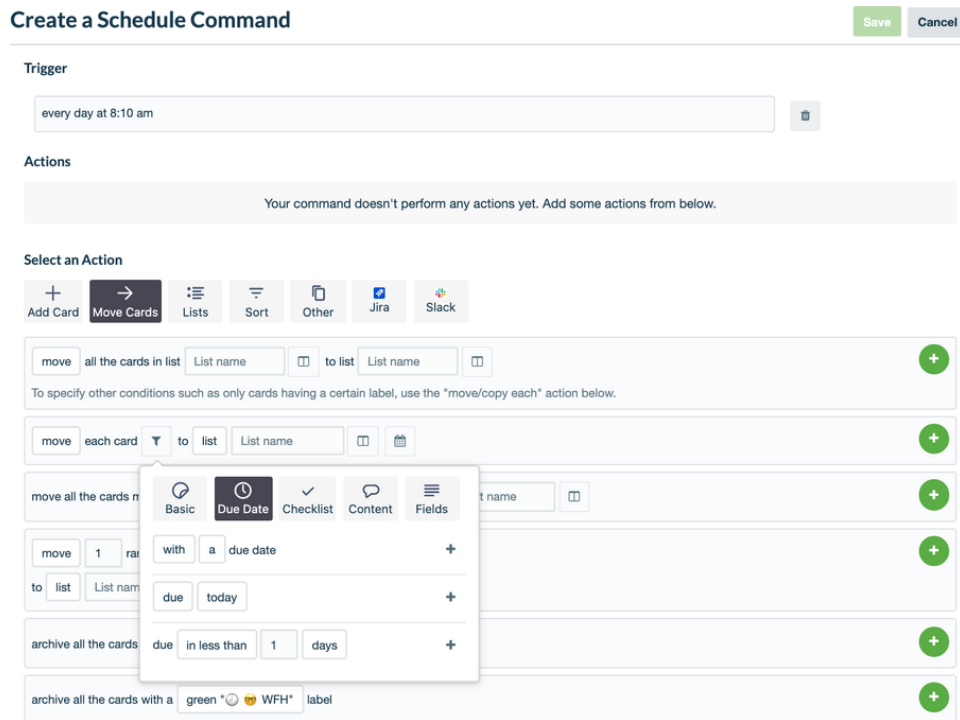 Create a Schedule Command
Save
Cancel
Trigger
every day at 8:10 am
Actions
Your command doesn't perform any actions yet. Add some actions from below.
Select an Action
Add Card
Move Cards
Lists
Sort
Other
Jira
Slack
move all the cards in list List name to list List name
To specify other conditions such as only cards having a certain label, use the "move/copy each" action below.
move each card to list List name
Basic
Due Date
Checklist
Content
Fields
move all the cards
name
with a due date
move 1
to list List
due today
archive all the cards
due in less than 1 days
archive all the cards with a green " WFH" label